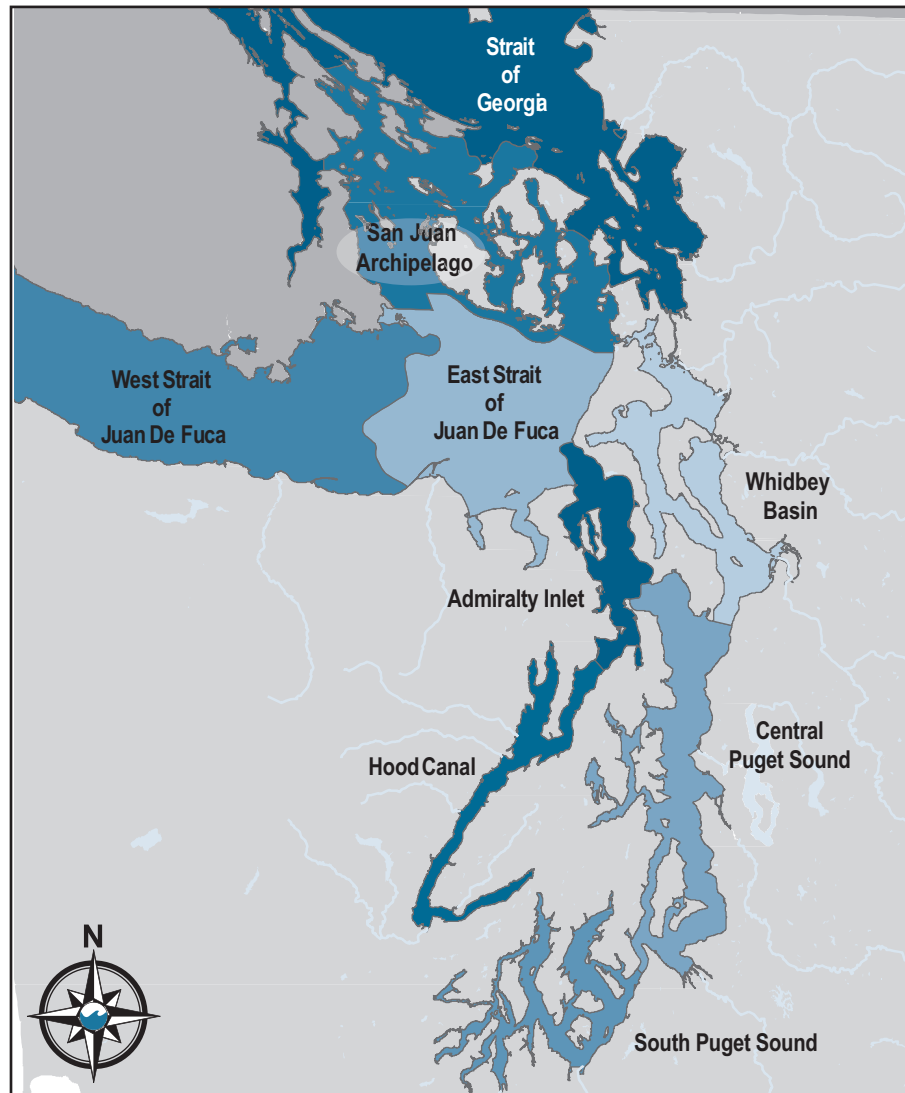 Strait
of
Georgia
San Juan
Archipelago
West Strait
of
Juan De Fuca
East Strait
of
Juan De Fuca
Whidbey
Basin
Admiralty Inlet
Central
Puget Sound
Hood Canal
N
South Puget Sound